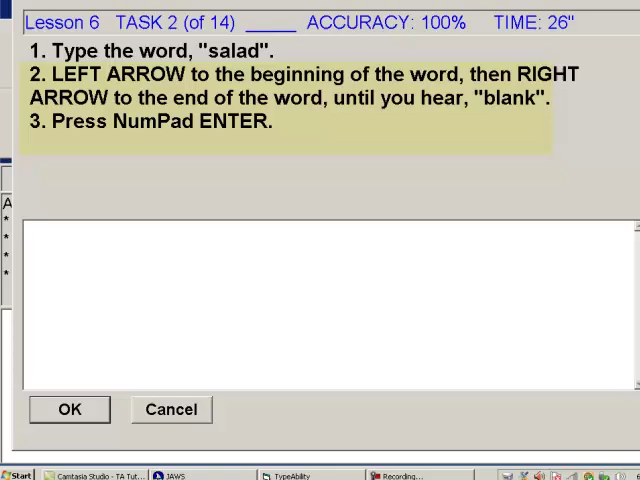 Lesson 6 TASK 2 (of 14) _____ ACCURACY: 100% TIME: 26"
1. Type the word, "salad".
2. LEFT ARROW to the beginning of the word, then RIGHT
ARROW to the end of the word, until you hear, "blank".
3. Press NumPad ENTER.
A
*
*
*
*
OK Cancel
Start Camtasia Studio - TA Tut... JAWS TypeAbility Recording...